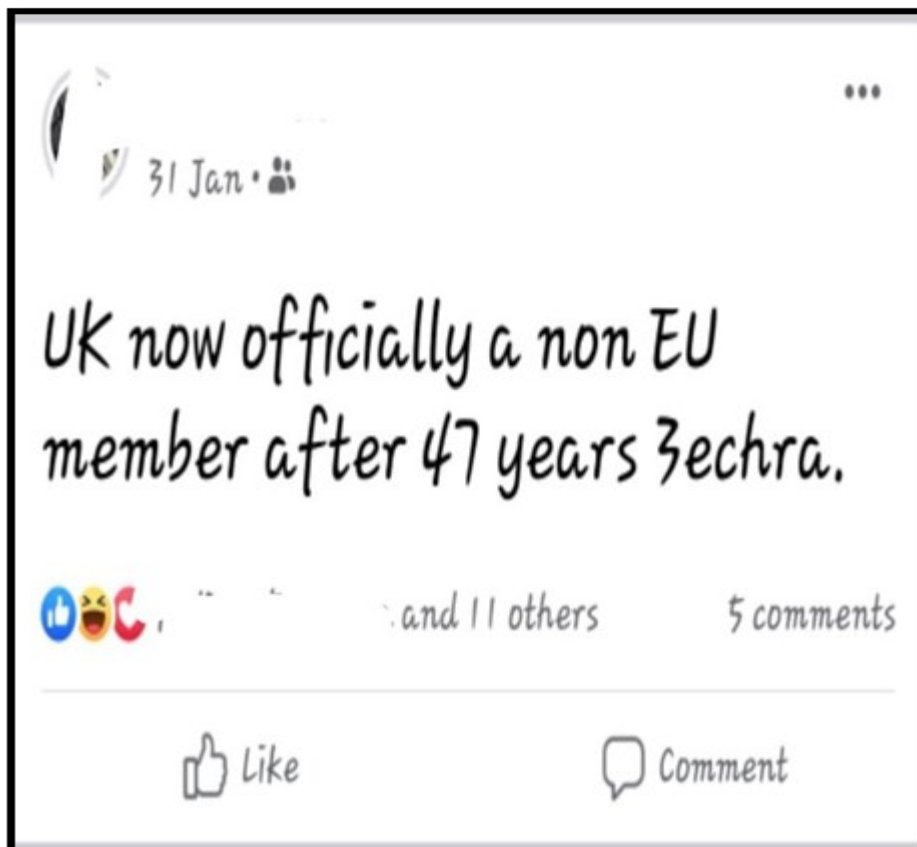 31 Jan ·
UK now officially a non EU
member after 47 years 3echra.
and 11 others 5 comments
Like Comment